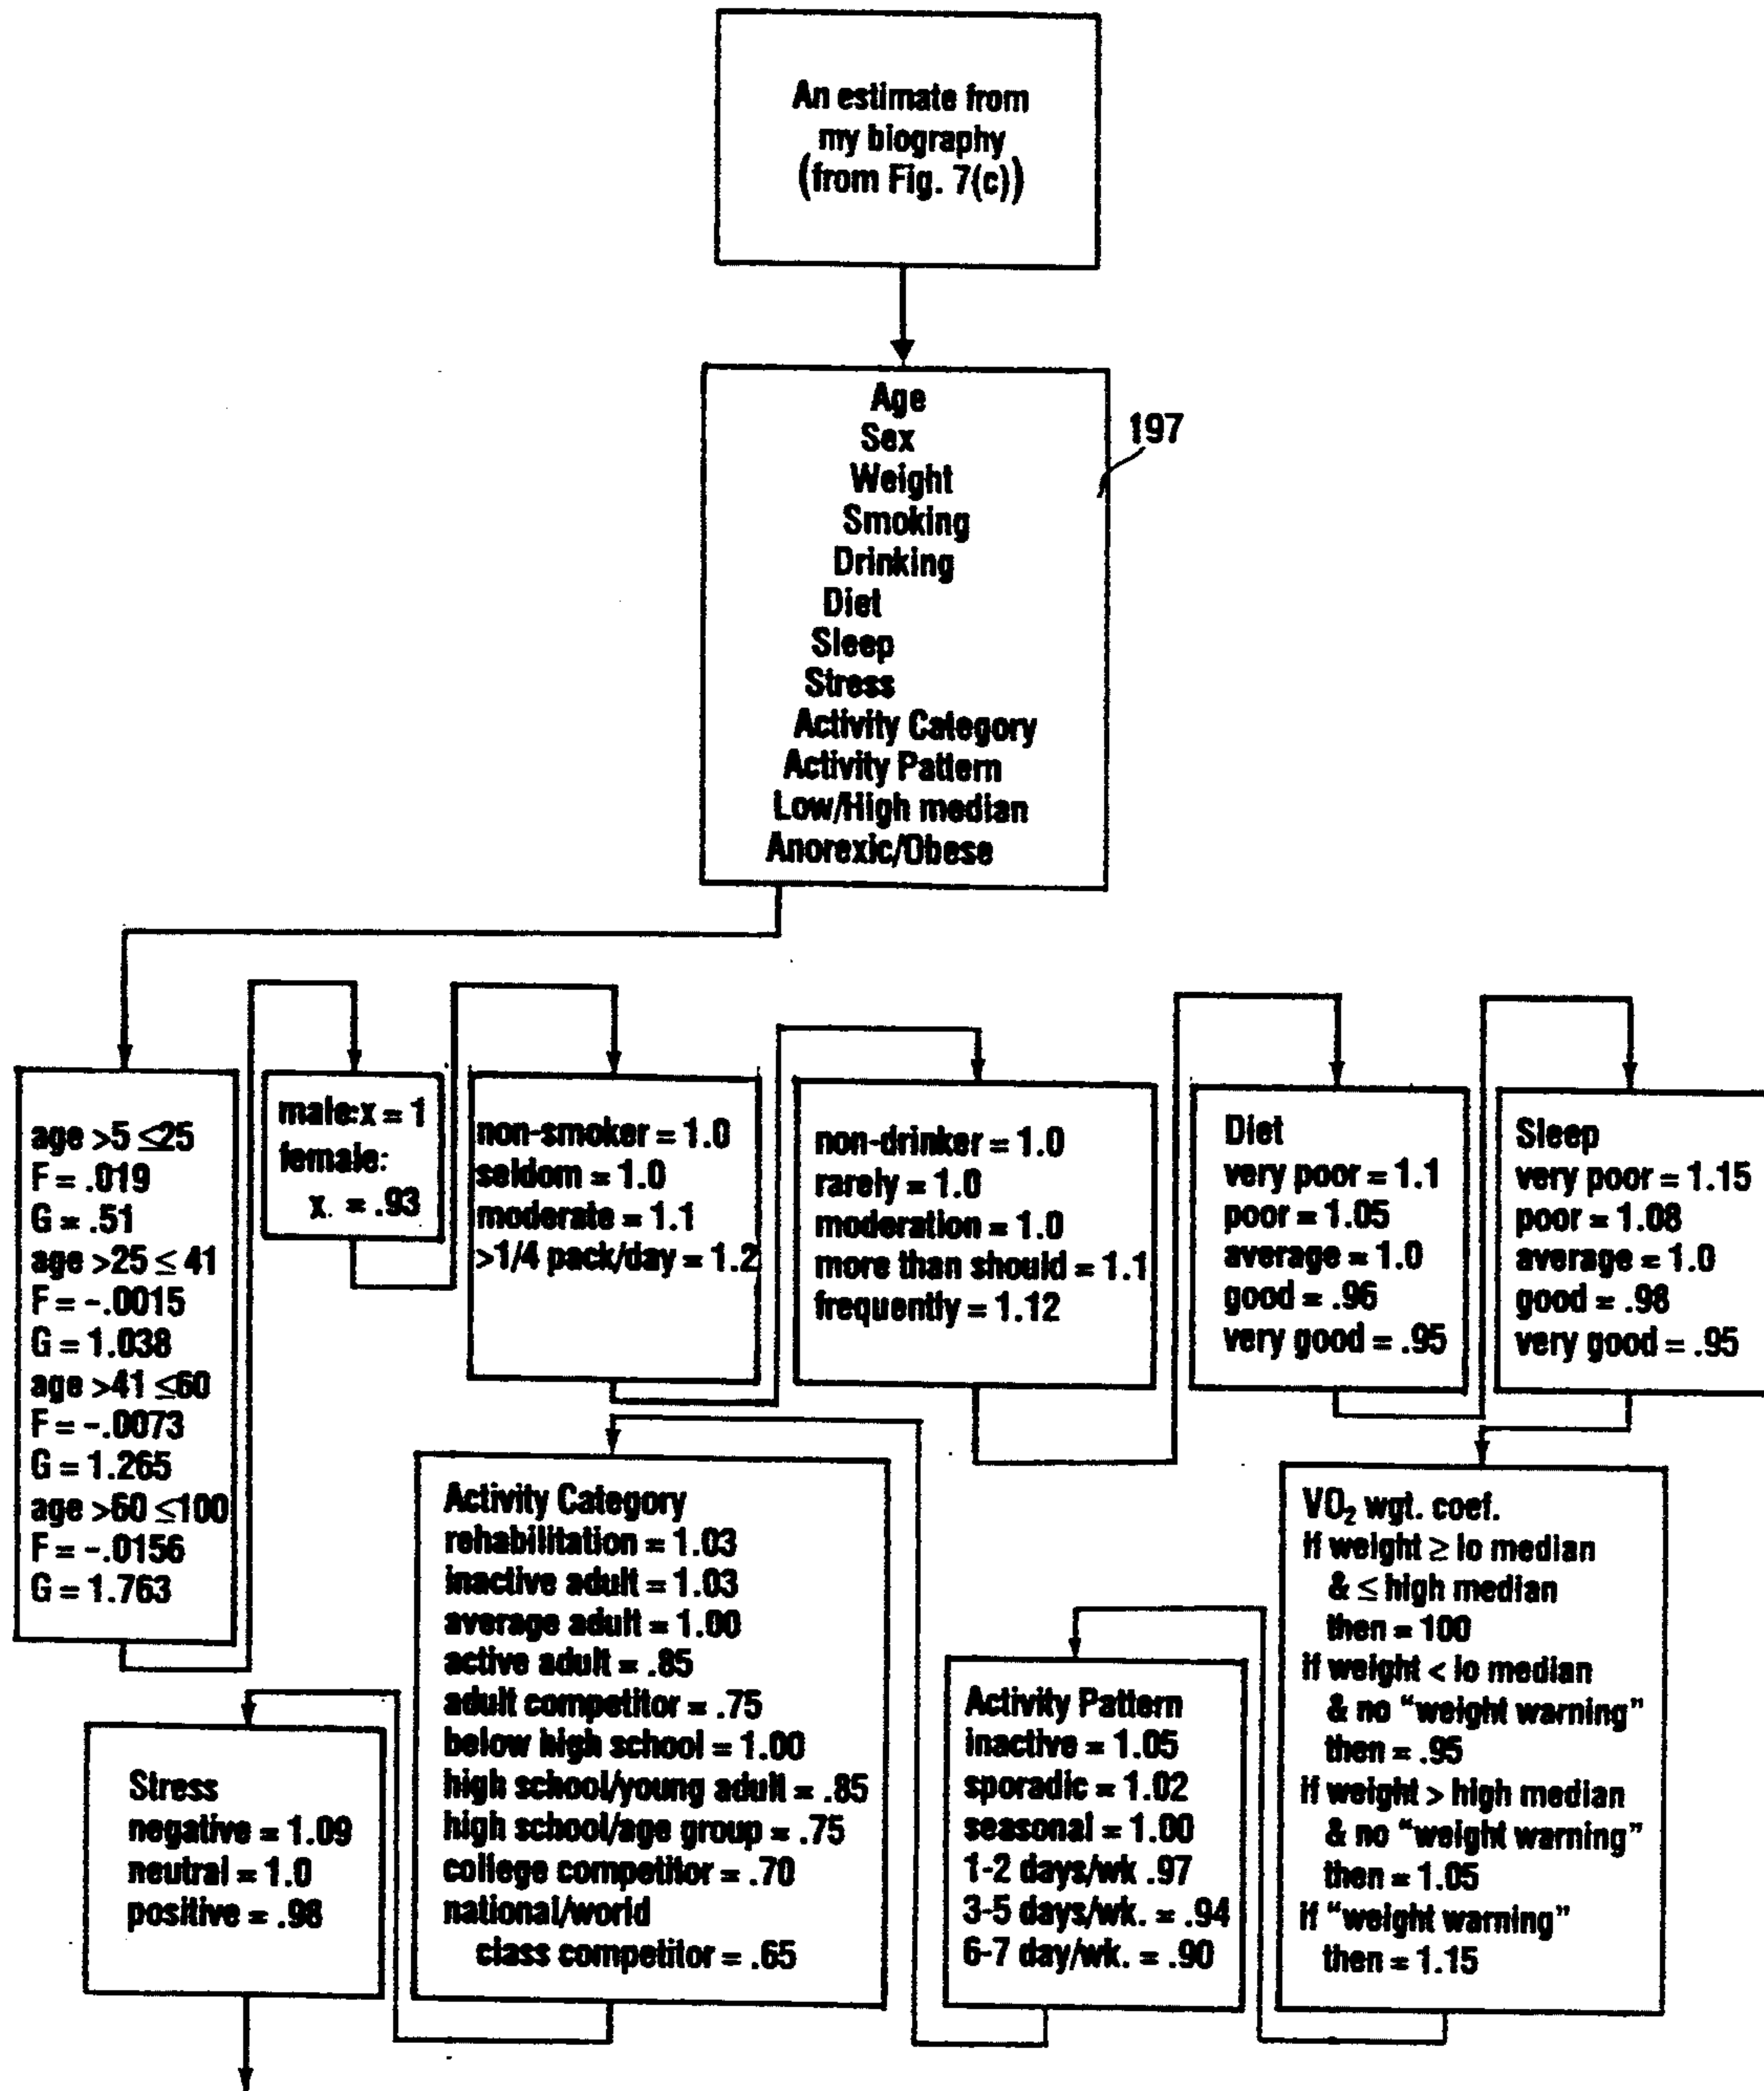 An estimate from
my biography
(from Fig. 7(c))
Age
Sex
Weight
Smoking
Drinking
Diet
Sleep
Stress
Activity Category
Activity Pattern
Low/High median
Anorexic/Obese
197
age >5 ≤25
F = .019
G = .51
age >25 ≤ 41
F = -.0015
G = 1.038
age >41 ≤60
F = -.0073
G = 1.265
age >60 ≤100
F = -.0156
G = 1.763
male:x = 1
female:
x. = .93
non-smoker = 1.0
seldom = 1.0
moderate = 1.1
>1/4 pack/day = 1.2
non-drinker = 1.0
rarely = 1.0
moderation = 1.0
more than should = 1.1
frequently = 1.12
Diet
very poor = 1.1
poor = 1.05
average = 1.0
good = .96
very good = .95
Sleep
very poor = 1.15
poor = 1.08
average = 1.0
good = .98
very good = .95
VO₂ wgt. coef.
if weight ≥ lo median
& ≤ high median
then = 100
if weight < lo median
& no "weight warning"
then = .95
if weight > high median
& no "weight warning"
then = 1.05
if "weight warning"
then = 1.15
Activity Pattern
inactive = 1.05
sporadic = 1.02
seasonal = 1.00
1-2 days/wk .97
3-5 days/wk. = .94
6-7 day/wk. = .90
Activity Category
rehabilitation = 1.03
inactive adult = 1.03
average adult = 1.00
active adult = .85
adult competitor = .75
below high school = 1.00
high school/young adult = .85
high school/age group = .75
college competitor = .70
national/world
class competitor = .65
Stress
negative = 1.09
neutral = 1.0
positive = .98